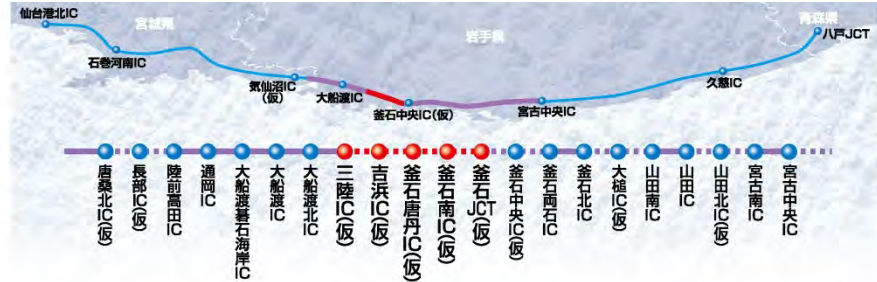 仙台港北IC
宮城県
岩手県
青森県
八戸JCT
石巻河南IC
気仙沼IC
(仮)
大船渡IC
釜石中央IC(仮)
宮古中央IC
久慈IC
唐桑北IC(仮)
長部IC(仮)
陸前高田IC
通岡IC
大船渡碁石海岸IC
大船渡IC
大船渡北IC
三陸IC(仮)
吉浜IC(仮)
釜石唐丹IC(仮)
釜石南IC(仮)
釜石JCT(仮)
釜石中央IC(仮)
釜石両石IC
釜石北IC
大槌IC(仮)
山田南IC
山田IC
山田北IC(仮)
宮古南IC
宮古中央IC